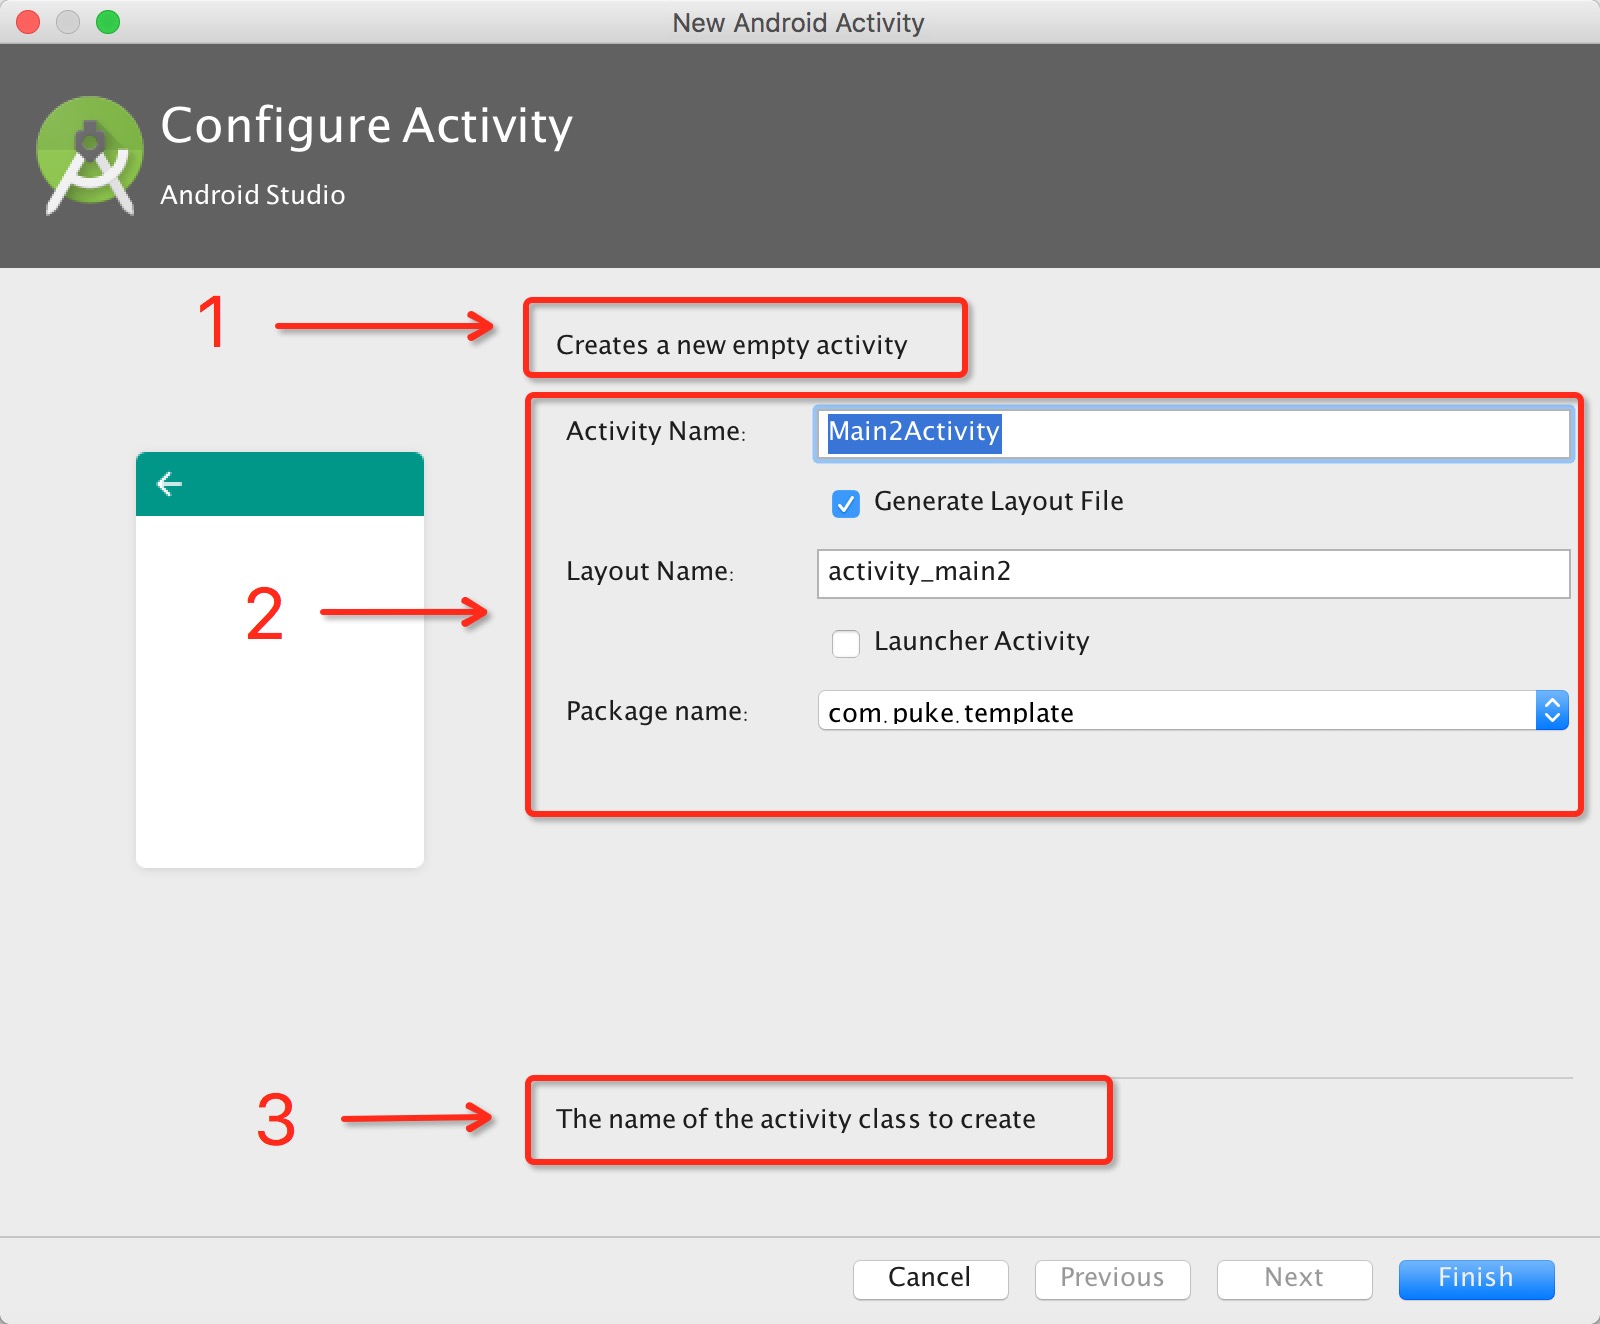 New Android Activity
Configure Activity
Android Studio
1
Creates a new empty activity
Activity Name: Main2Activity
Generate Layout File
2
Layout Name: activity_main2
Launcher Activity
Package name: com.puke.template
3
The name of the activity class to create
Cancel Previous Next Finish